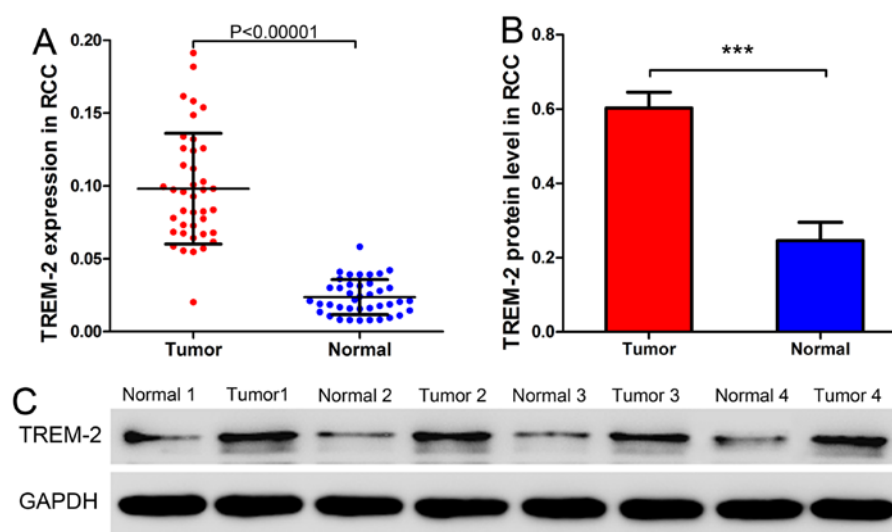 A
TREM-2 expression in RCC
0.20
0.15
0.10
0.05
0.00
P<0.00001
Tumor Normal
B
TREM-2 protein level in RCC
0.8
0.6
0.4
0.2
0.0
***
Tumor Normal
C
Normal 1 Tumor1 Normal 2 Tumor 2 Normal 3 Tumor 3 Normal 4 Tumor 4
TREM-2
GAPDH